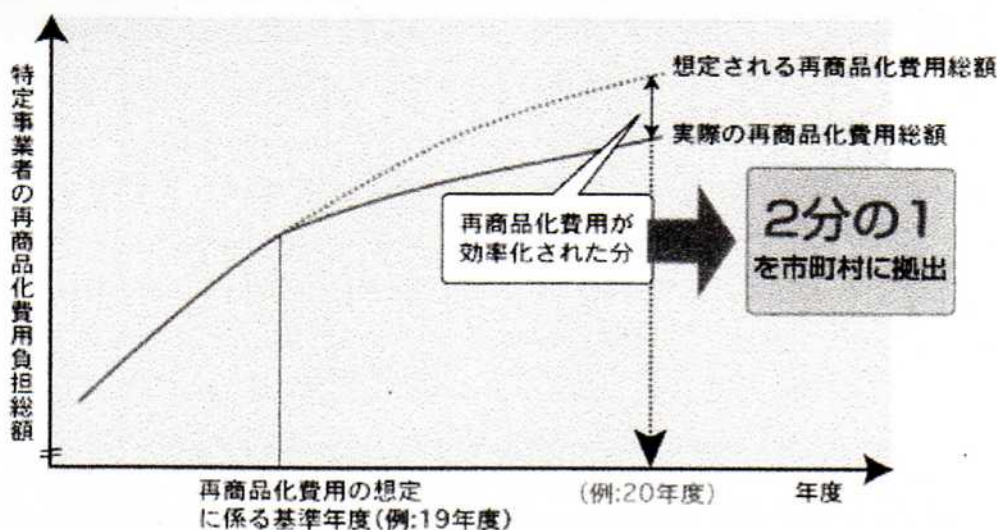 特定事業者の再商品化費用負担総額
想定される再商品化費用総額
実際の再商品化費用総額
再商品化費用が
効率化された分
2分の1
を市町村に拠出
再商品化費用の想定
に係る基準年度(例:19年度)
(例:20年度)
年度